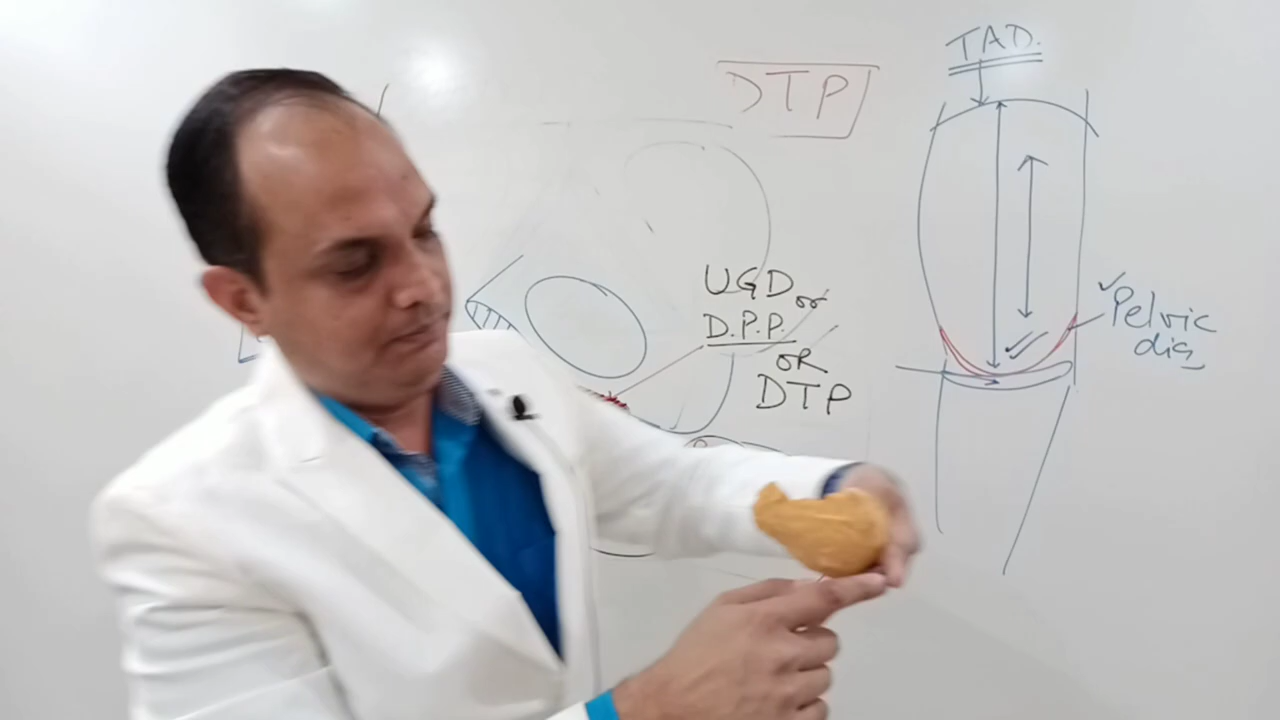 TAD.
DTP
UGD or
D.P.P.
OR
DTP
Pelvic
dia